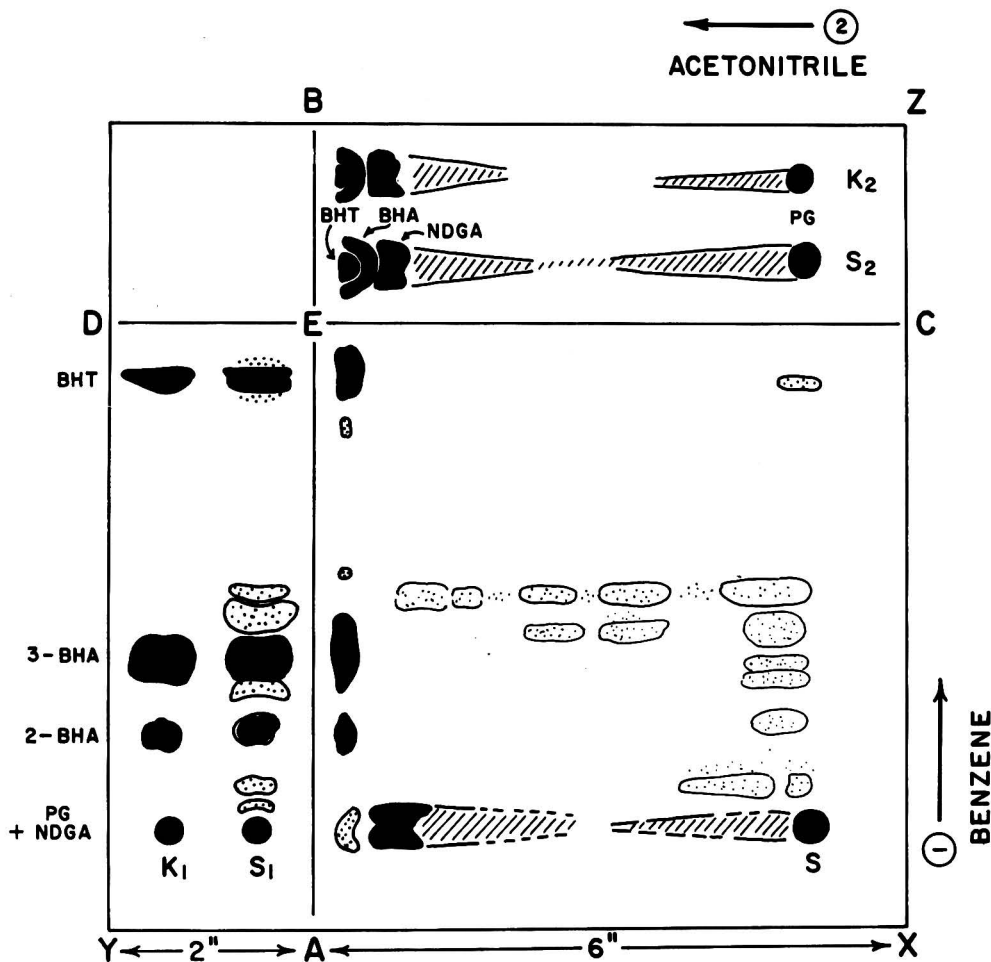 ②
ACETONITRILE
B
Z
K2
BHT
BHA
PG
NDGA
S2
D
E
C
BHT
3-BHA
2-BHA
PG
+ NDGA
K1
S1
S
BENZENE
①
Y
2"
A
6"
X